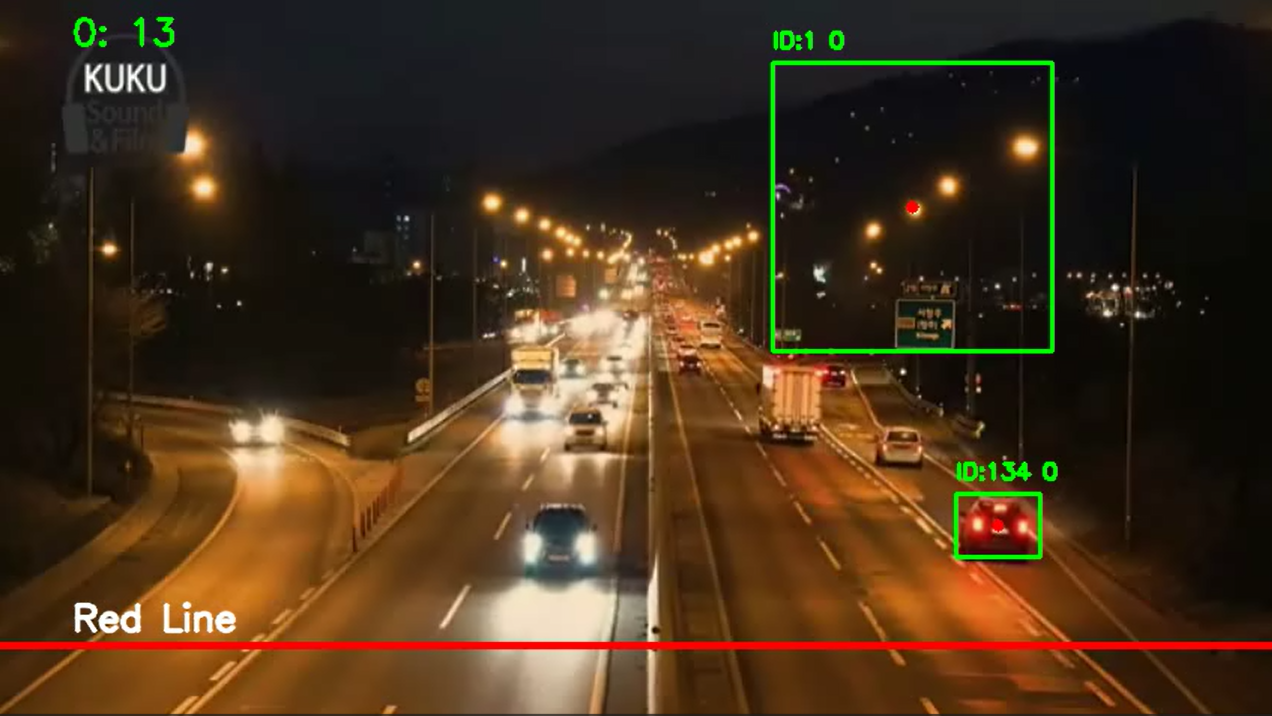 0: 13
KUKU
Sound
& Film
ID:1 0
ID:134 0
Red Line